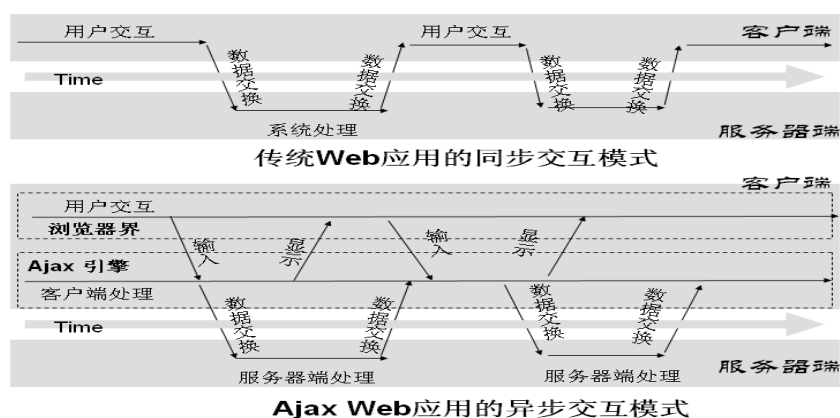 用户交互 用户交互 客户端
数据交换 数据交换 数据交换 数据交换
Time
系统处理 服务器端
传统Web应用的同步交互模式
客户端
用户交互
浏览器界
输入 显示 输入 显示
Ajax 引擎
客户端处理
数据交换 数据交换 数据交换 数据交换
Time
服务器端处理 服务器端处理 服务器端
Ajax Web应用的异步交互模式